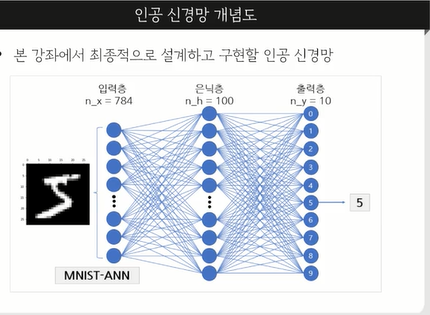 인공 신경망 개념도
• 본 강좌에서 최종적으로 설계하고 구현할 인공 신경망
입력층 은닉층 출력층
n_x = 784 n_h = 100 n_y = 10
0
1
2
3
4
5
6
7
8
9
5
MNIST-ANN